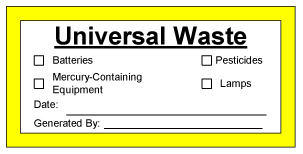 Universal Waste
Batteries
Pesticides
Mercury-Containing
Equipment
Lamps
Date:
Generated By: